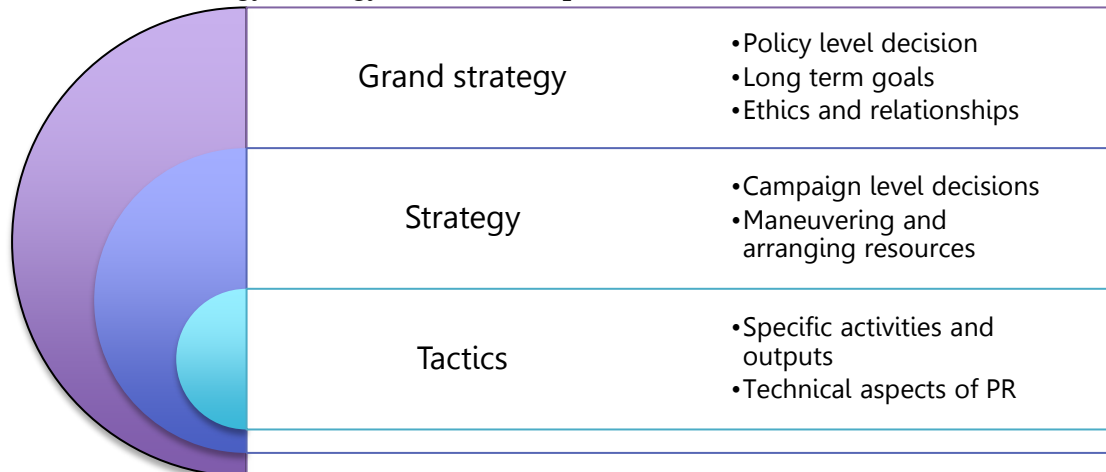 Grand strategy
•Policy level decision
•Long term goals
•Ethics and relationships
Strategy
•Campaign level decisions
•Maneuvering and
arranging resources
Tactics
•Specific activities and
outputs
•Technical aspects of PR